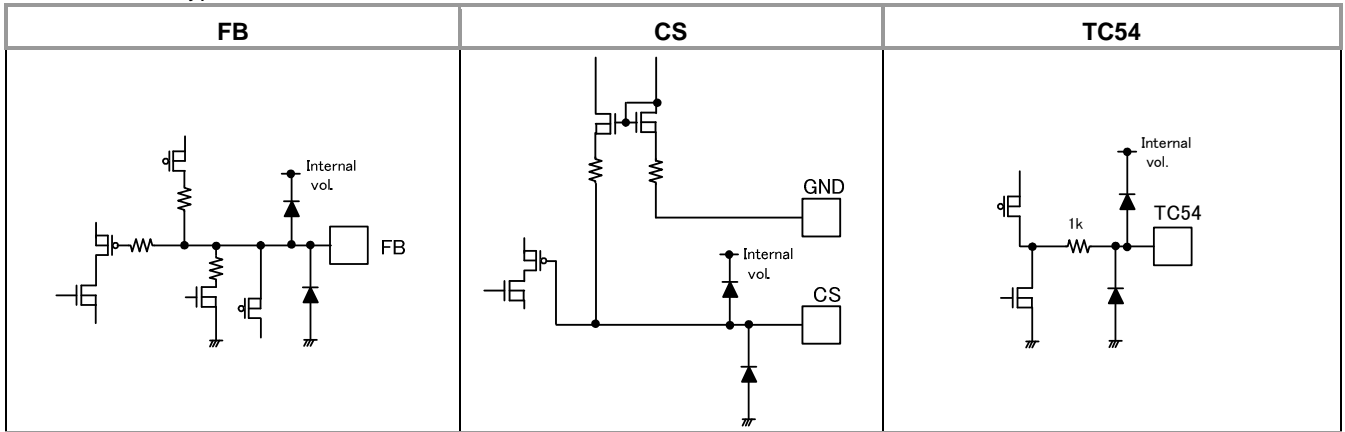 FB
CS
TC54
Internal
vol.
FB
GND
Internal
vol.
CS
Internal
vol.
1k
TC54